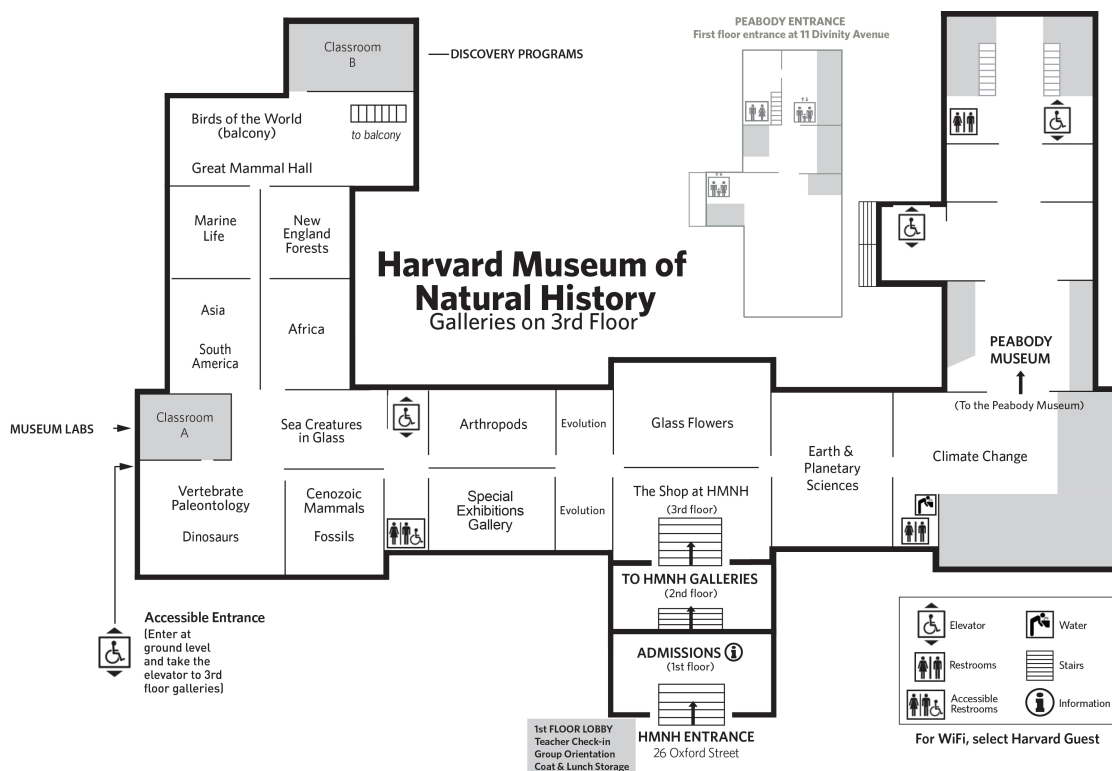 PEABODY ENTRANCE
First floor entrance at 11 Divinity Avenue
Classroom
B
DISCOVERY PROGRAMS
Birds of the World
(balcony)
to balcony
Great Mammal Hall
Marine
Life
New
England
Forests
Harvard Museum of
Natural History
Galleries on 3rd Floor
Asia
South
America
Africa
PEABODY
MUSEUM
(To the Peabody Museum)
MUSEUM LABS
Classroom
A
Sea Creatures
in Glass
Arthropods
Evolution
Glass Flowers
Earth &
Planetary
Sciences
Climate Change
Vertebrate
Paleontology
Dinosaurs
Cenozoic
Mammals
Fossils
Special
Exhibitions
Gallery
Evolution
The Shop at HMNH
(3rd floor)
TO HMNH GALLERIES
(2nd floor)
ADMISSIONS
(1st floor)
Accessible Entrance
(Enter at
ground level
and take the
elevator to 3rd
floor galleries)
1st FLOOR LOBBY
Teacher Check-in
Group Orientation
Coat & Lunch Storage
HMNH ENTRANCE
26 Oxford Street
Elevator
Water
Restrooms
Stairs
Accessible
Restrooms
Information
For WiFi, select Harvard Guest